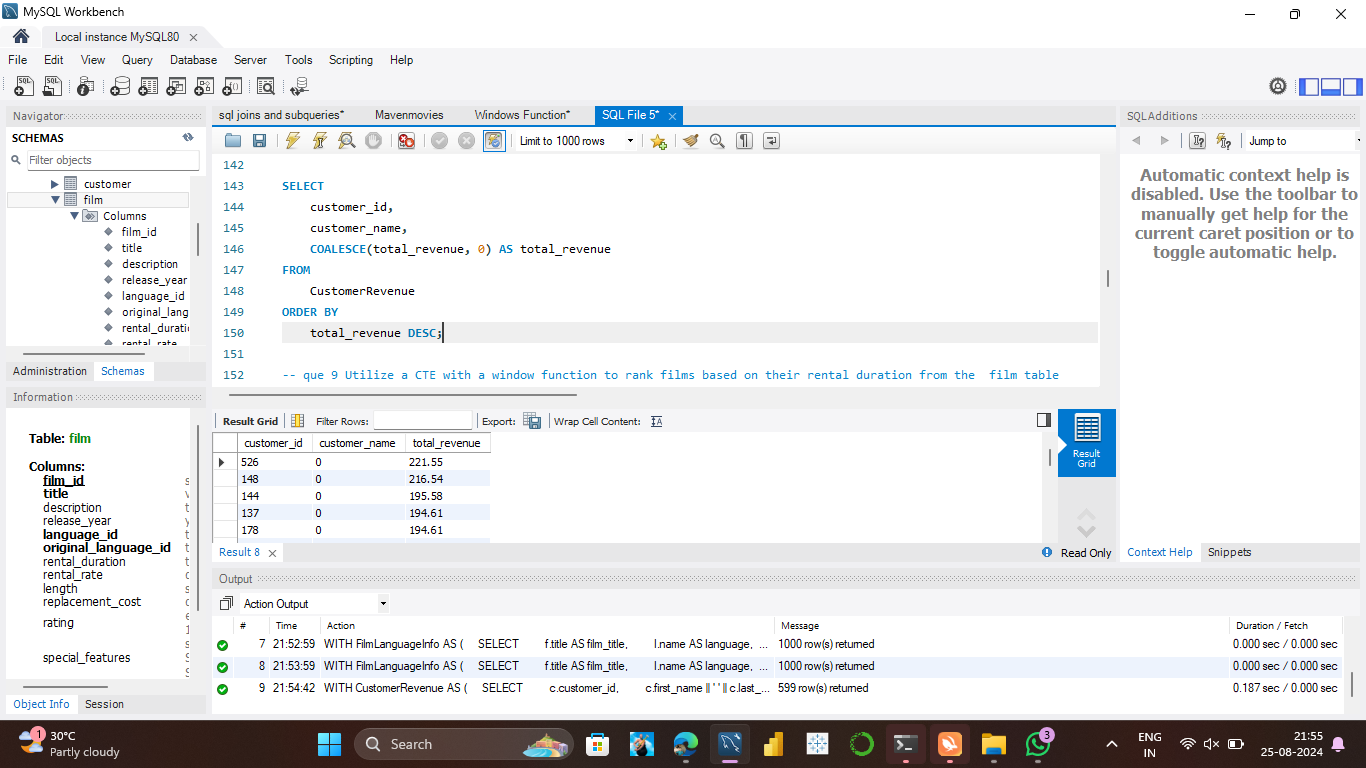 MySQL Workbench
Local instance MySQL80
File Edit View Query Database Server Tools Scripting Help
Navigator
SCHEMAS
Filter objects
customer
film
Columns
film_id
title
description
release_year
language_id
original_lang
rental_duratio
rental_rate
Administration Schemas
Information
Table: film
Columns:
film_id
title
description
release_year
language_id
original_language_id
rental_duration
rental_rate
length
replacement_cost
rating
special_features
Object Info Session
sql joins and subqueries* Mavenmovies Windows Function* SQL File 5*
Limit to 1000 rows
142
143 SELECT
144 customer_id,
145 customer_name,
146 COALESCE(total_revenue, 0) AS total_revenue
147 FROM
148 CustomerRevenue
149 ORDER BY
150 total_revenue DESC;
151
152 -- que 9 Utilize a CTE with a window function to rank films based on their rental duration from the  film table
Result Grid Filter Rows: Export: Wrap Cell Content:
customer_id customer_name total_revenue
526 0 221.55
148 0 216.54
144 0 195.58
137 0 194.61
178 0 194.61
Result Grid
Result 8
Read Only
SQLAdditions
Jump to
Automatic context help is
disabled. Use the toolbar to
manually get help for the
current caret position or to
toggle automatic help.
Context Help Snippets
Output
Action Output
# Time Action Message Duration / Fetch
7 21:52:59 WITH FilmLanguageInfo AS ( SELECT f.title AS film_title, l.name AS language, ... 1000 row(s) returned 0.000 sec / 0.000 sec
8 21:53:59 WITH FilmLanguageInfo AS ( SELECT f.title AS film_title, l.name AS language, ... 1000 row(s) returned 0.000 sec / 0.000 sec
9 21:54:42 WITH CustomerRevenue AS ( SELECT c.customer_id, c.first_name || ' ' || c.last_... 599 row(s) returned 0.187 sec / 0.000 sec
1
30°C
Partly cloudy
Search
3
ENG
IN
21:55
25-08-2024